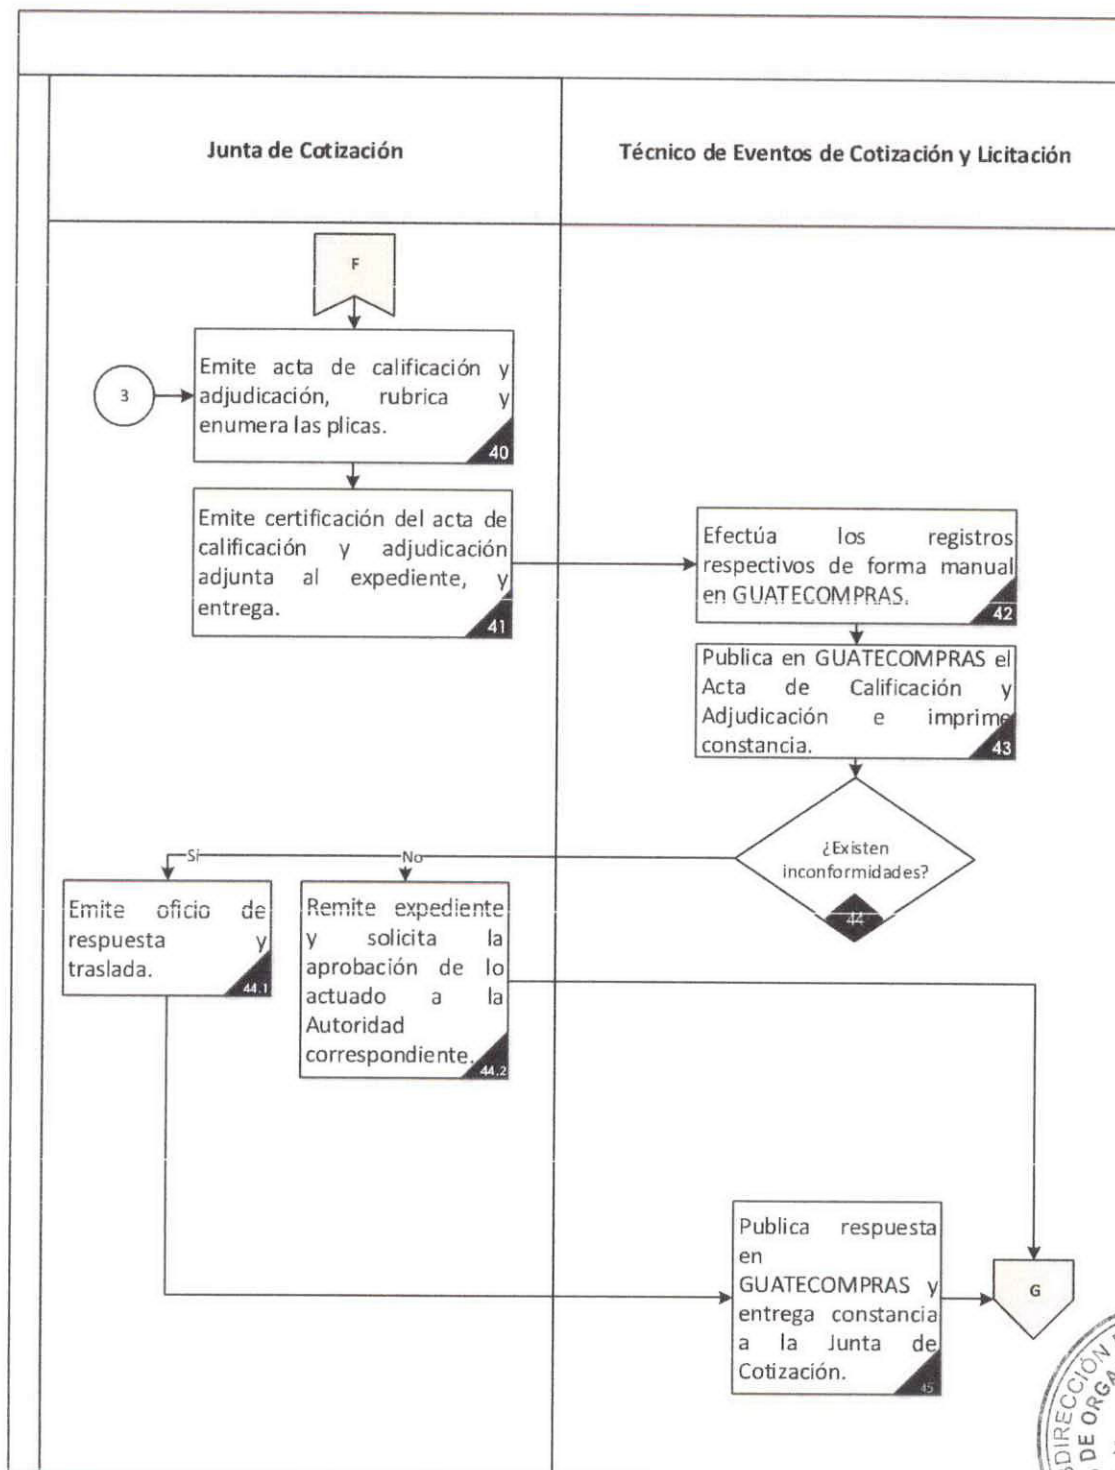 Junta de Cotización
Técnico de Eventos de Cotización y Licitación
F
3
Emite acta de calificación y
adjudicación, rubrica y
enumera las plicas.
40
Emite certificación del acta de
calificación y adjudicación
adjunta al expediente, y
entrega.
41
Efectúa los registros
respectivos de forma manual
en GUATECOMPRAS.
42
Publica en GUATECOMPRAS el
Acta de Calificación y
Adjudicación e imprime
constancia.
43
¿Existen
inconformidades?
44
Sí
No
Emite oficio de
respuesta y
traslada.
44.1
Remite expediente
y solicita la
aprobación de lo
actuado a la
Autoridad
correspondiente.
44.2
Publica respuesta
en
GUATECOMPRAS y
entrega constancia
a la Junta de
Cotización.
45
G
DIRECCIÓN
DE ORGA